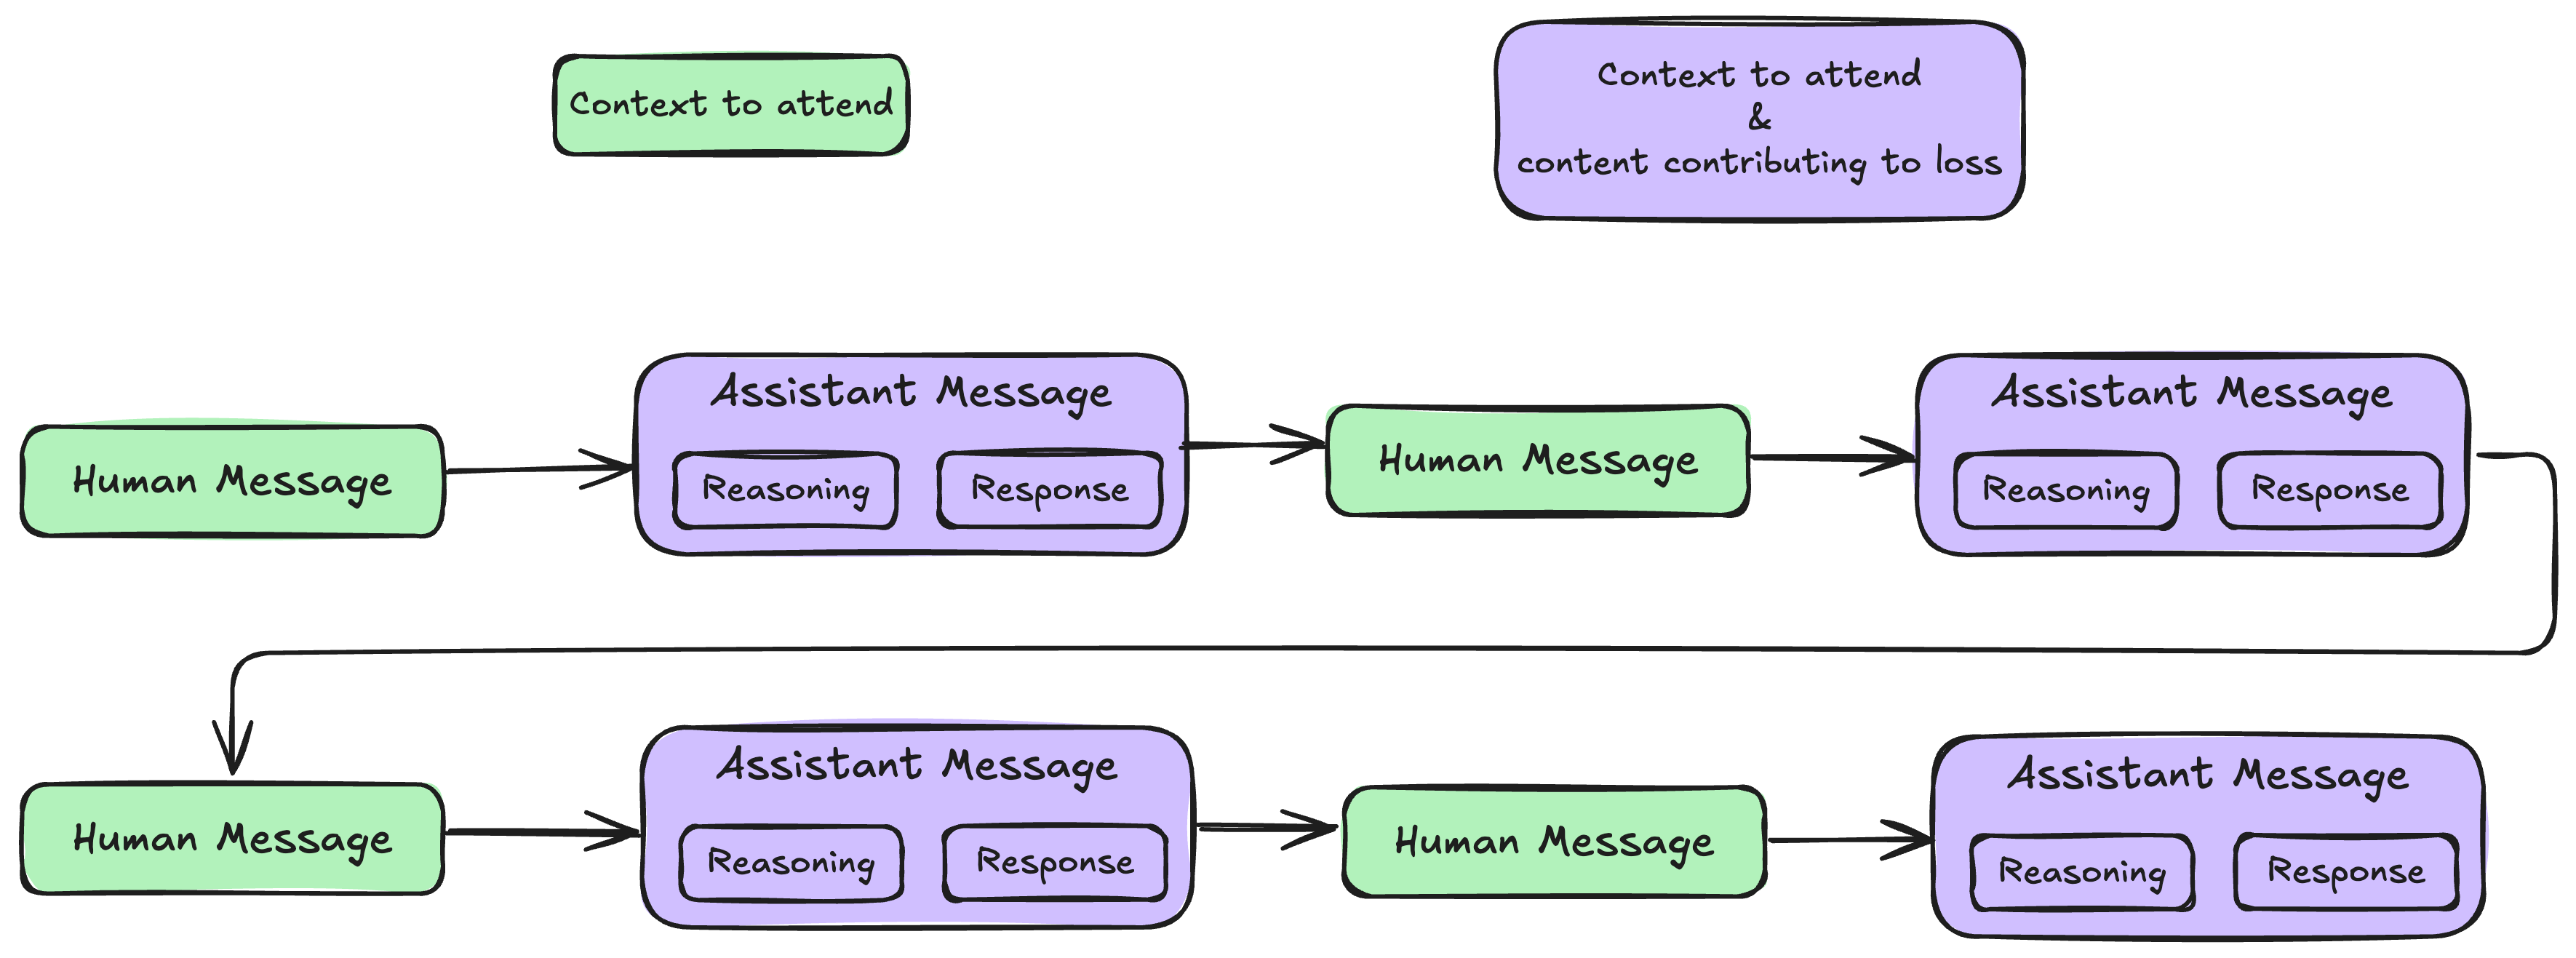 Context to attend
Context to attend
&
content contributing to loss
Assistant Message
Human Message
Reasoning
Response
Human Message
Assistant Message
Reasoning
Response
Human Message
Assistant Message
Reasoning
Response
Human Message
Assistant Message
Reasoning
Response